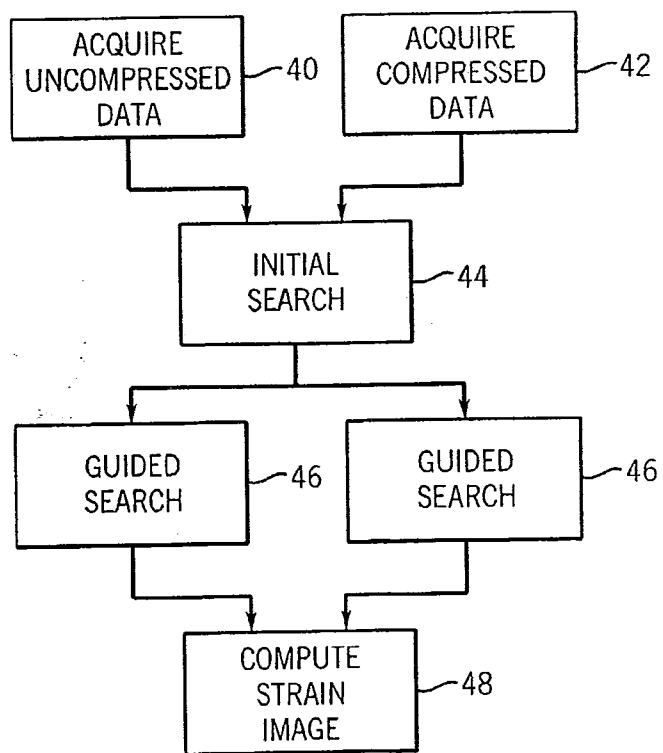 ACQUIRE
UNCOMPRESSED
DATA
40
ACQUIRE
COMPRESSED
DATA
42
INITIAL
SEARCH
44
GUIDED
SEARCH
46
GUIDED
SEARCH
46
COMPUTE
STRAIN
IMAGE
48